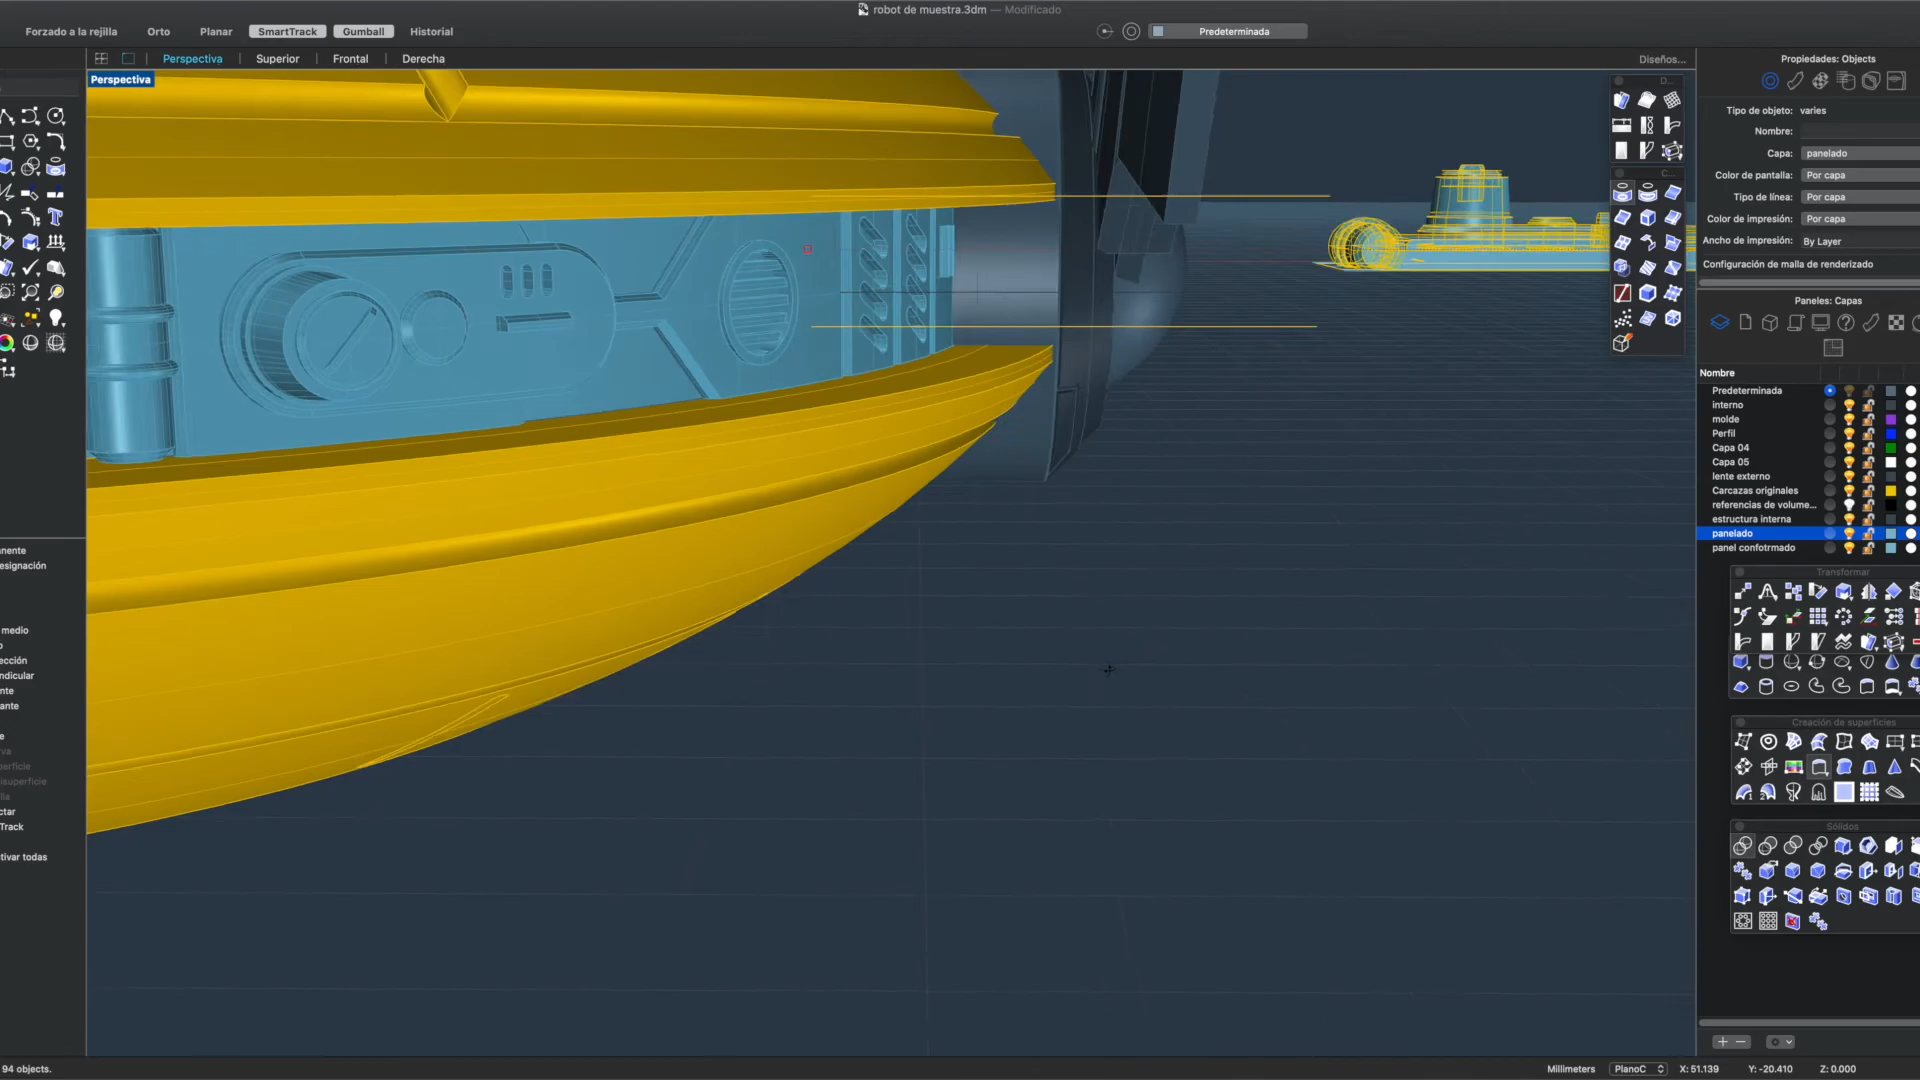 robot de muestra.3dm — Modificado
Forzado a la rejilla
Orto
Planar
SmartTrack
Gumball
Historial
Predeterminada
Perspectiva
Superior
Frontal
Derecha
Diseños...
Perspectiva
Propiedades: Objects
Tipo de objeto: varies
Nombre:
Capa: panelado
Color de pantalla: Por capa
Tipo de línea: Por capa
Color de impresión: Por capa
Ancho de impresión: By Layer
Configuración de malla de renderizado
Paneles: Capas
Nombre
Predeterminada
interno
molde
Perfil
Capa 04
Capa 05
lente externo
Carcazas originales
referencias de volume...
estructura interna
panelado
panel confotrmado
Transformar
Creación de superficies
Sólidos
D...
C...
nente
esignación
medio
o
ección
ndicular
nte
ante
e
rva
perficie
isuperficie
lla
ctar
Track
tivar todas
94 objects.
Millimeters
PlanoC
X: 51.139
Y: -20.410
Z: 0.000